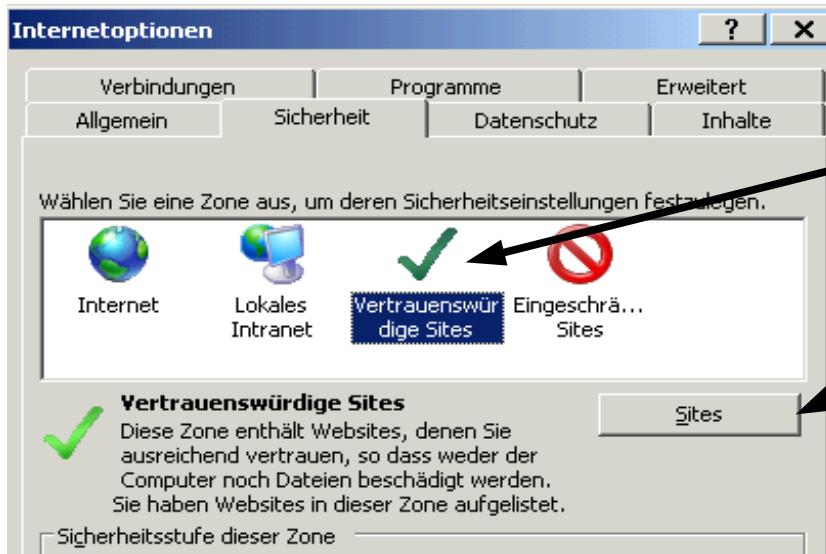 Internetoptionen ? X
Verbindungen Programme Erweitert
Allgemein Sicherheit Datenschutz Inhalte
Wählen Sie eine Zone aus, um deren Sicherheitseinstellungen festzulegen.
Internet
Lokales
Intranet
Vertrauenswür
dige Sites
Eingeschrä...
Sites
Vertrauenswürdige Sites
Diese Zone enthält Websites, denen Sie
ausreichend vertrauen, so dass weder der
Computer noch Dateien beschädigt werden.
Sie haben Websites in dieser Zone aufgelistet.
Sites
Sicherheitsstufe dieser Zone